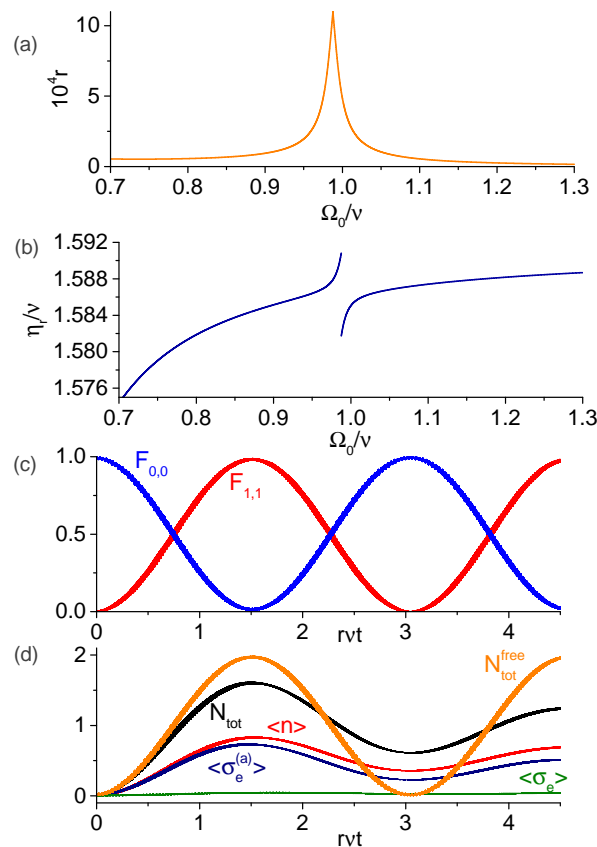 (a)
10
5
0
10⁴r
0.7 0.8 0.9 1.0 1.1 1.2 1.3
Ω₀/ν
(b)
1.592
1.588
1.584
1.580
1.576
ηᵣ/ν
0.7 0.8 0.9 1.0 1.1 1.2 1.3
Ω₀/ν
(c)
1.0
0.5
0.0
F₀,₀
F₁,₁
0 1 2 3 4
rνt
(d)
2
1
0
N_tot^free
N_tot
<n>
<σ_e^(a)>
<σ_e>
0 1 2 3 4
rνt